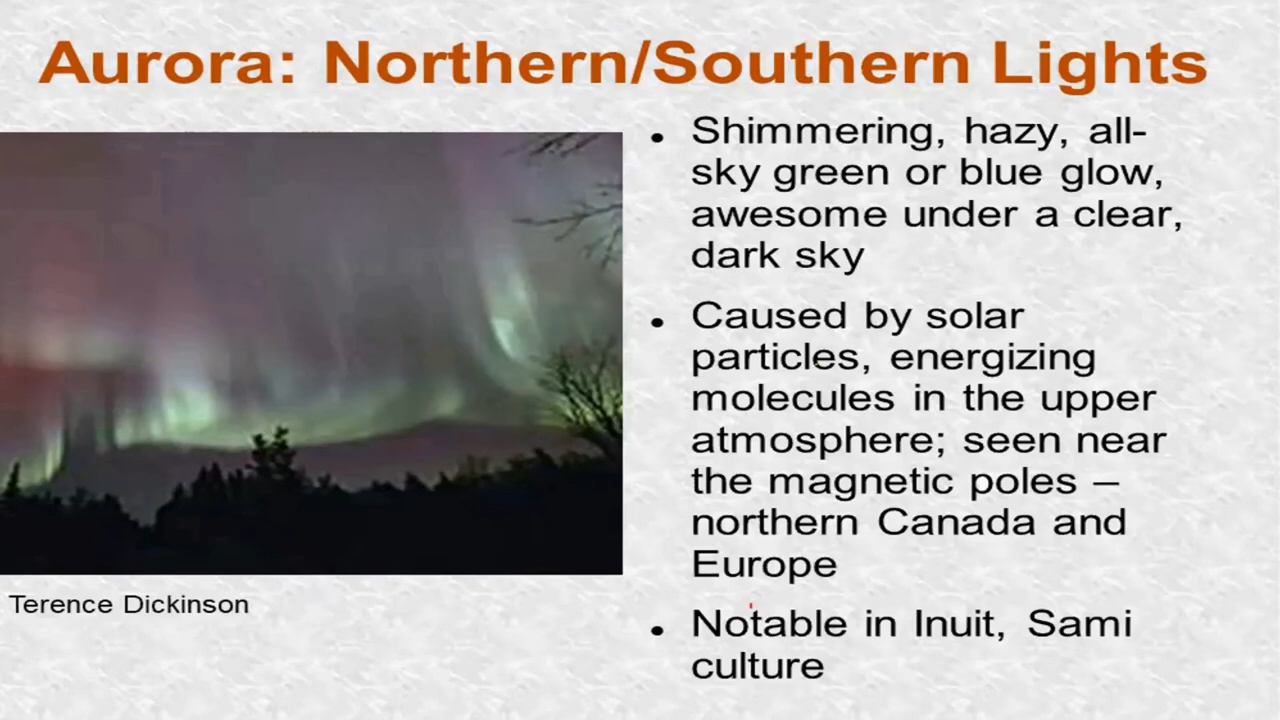 Aurora: Northern/Southern Lights
• Shimmering, hazy, all-
sky green or blue glow,
awesome under a clear,
dark sky
• Caused by solar
particles, energizing
molecules in the upper
atmosphere; seen near
the magnetic poles –
northern Canada and
Europe
• Notable in Inuit, Sami
culture
Terence Dickinson